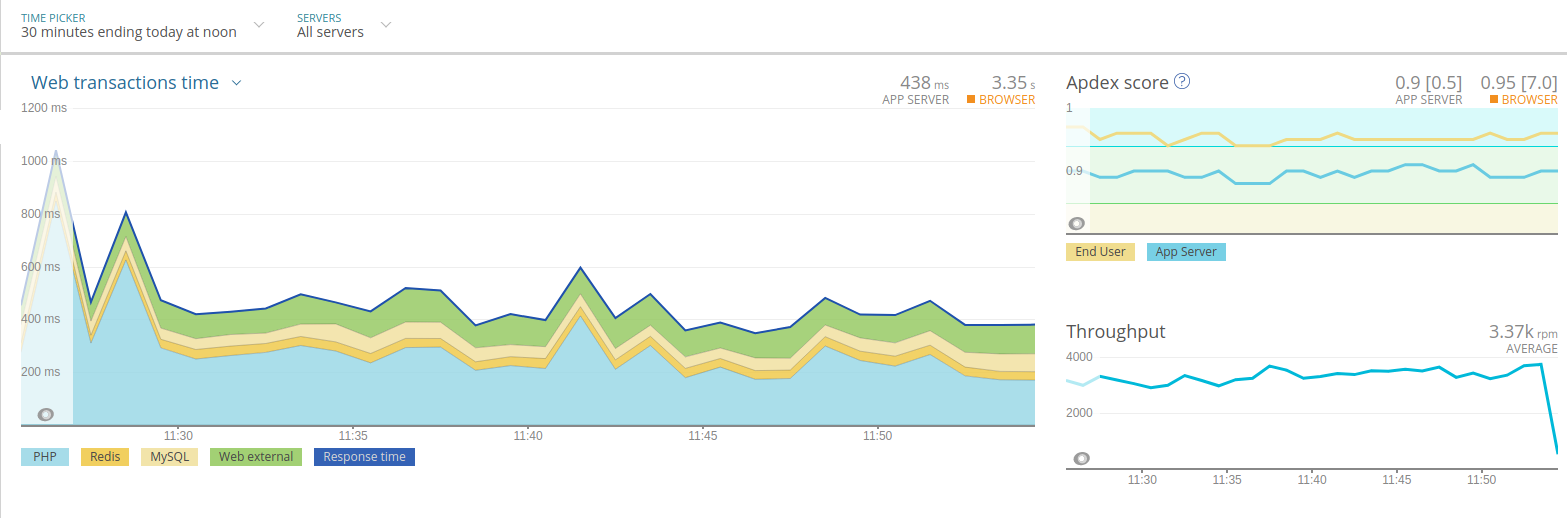 TIME PICKER
30 minutes ending today at noon
SERVERS
All servers
Web transactions time
438 ms
APP SERVER
3.35 s
BROWSER
1200 ms
1000 ms
800 ms
600 ms
400 ms
200 ms
11:30 11:35 11:40 11:45 11:50
PHP Redis MySQL Web external Response time
Apdex score ?
0.9 [0.5]
APP SERVER
0.95 [7.0]
BROWSER
1
0.9
End User App Server
Throughput
3.37k rpm
AVERAGE
4000
2000
11:30 11:35 11:40 11:45 11:50